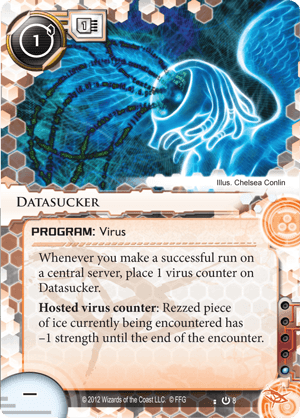 1
1
Illus. Chelsea Conlin
DATASUCKER
PROGRAM: Virus
Whenever you make a successful run on
a central server, place 1 virus counter on
Datasucker.
Hosted virus counter: Rezzed piece
of ice currently being encountered has
–1 strength until the end of the encounter.
–
© 2012 Wizards of the Coast LLC. © FFG
8